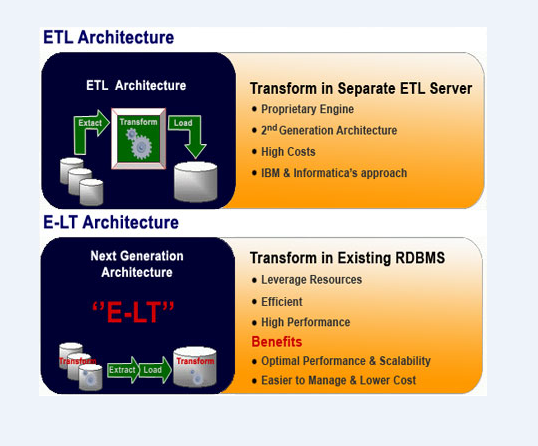 ETL Architecture
ETL Architecture
Extact
Transform
Load
Transform in Separate ETL Server
• Proprietary Engine
• 2nd Generation Architecture
• High Costs
• IBM & Informatica's approach
E-LT Architecture
Next Generation
Architecture
‘‘E-LT’’
Transform
Extract
Load
Transform
Transform in Existing RDBMS
• Leverage Resources
• Efficient
• High Performance
Benefits
• Optimal Performance & Scalability
• Easier to Manage & Lower Cost